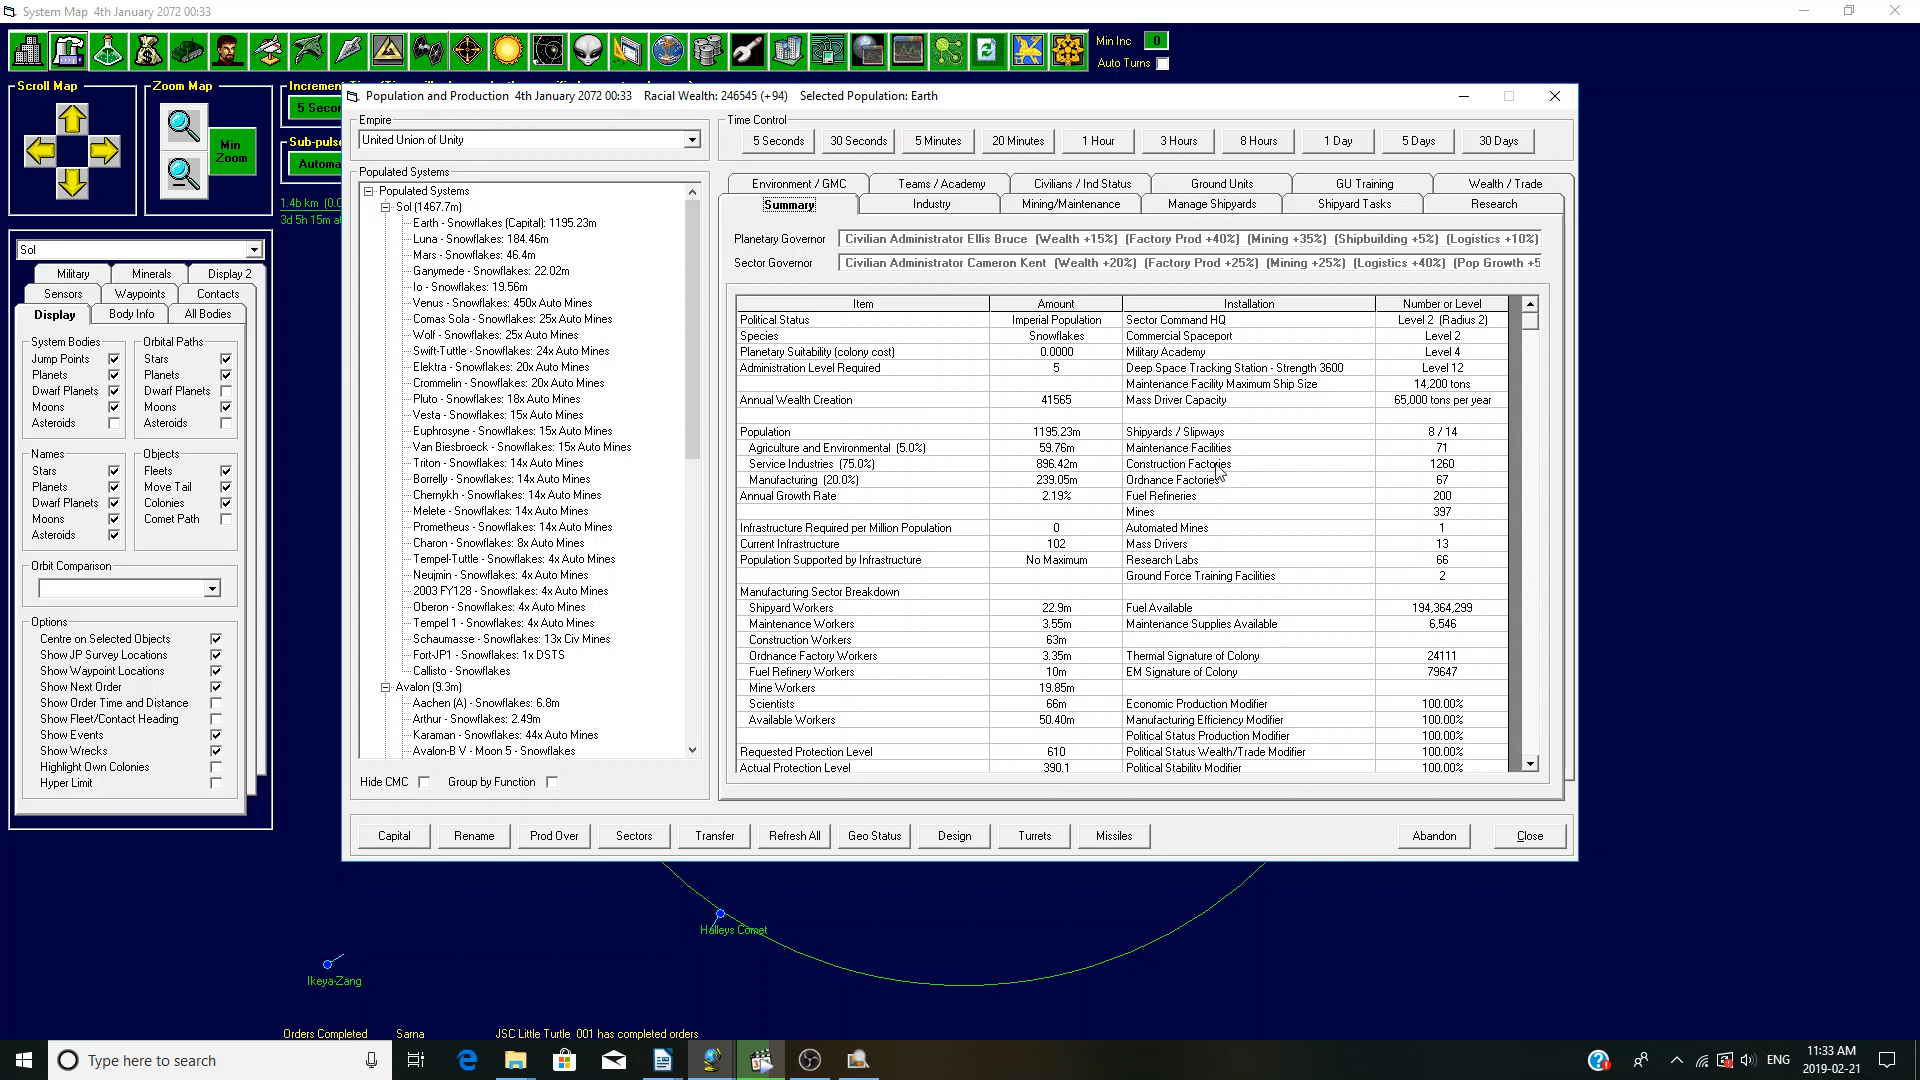 System Map 4th January 2072 00:33
Min Inc 0
Auto Turns
Scroll Map
Zoom Map
Min Zoom
5 Secon
Sub-puls
Automa
1.4b km (0.0
3d 5h 15m a
Sol
Military Minerals Display 2
Sensors Waypoints Contacts
Display Body Info All Bodies
System Bodies Orbital Paths
Jump Points Stars
Planets Planets
Dwarf Planets Dwarf Planets
Moons Moons
Asteroids Asteroids
Names Objects
Stars Fleets
Planets Move Tail
Dwarf Planets Colonies
Moons Comet Path
Asteroids
Orbit Comparison
Options
Centre on Selected Objects
Show JP Survey Locations
Show Waypoint Locations
Show Next Order
Show Order Time and Distance
Show Fleet/Contact Heading
Show Events
Show Wrecks
Highlight Own Colonies
Hyper Limit
Population and Production 4th January 2072 00:33 Racial Wealth: 246545 (+94) Selected Population: Earth
Empire
United Union of Unity
Time Control
5 Seconds 30 Seconds 5 Minutes 20 Minutes 1 Hour 3 Hours 8 Hours 1 Day 5 Days 30 Days
Populated Systems
Populated Systems
Sol (1467.7m)
Earth - Snowflakes (Capital): 1195.23m
Luna - Snowflakes: 184.46m
Mars - Snowflakes: 46.4m
Ganymede - Snowflakes: 22.02m
Io - Snowflakes: 19.56m
Venus - Snowflakes: 450x Auto Mines
Comas Sola - Snowflakes: 25x Auto Mines
Wolf - Snowflakes: 25x Auto Mines
Swift-Tuttle - Snowflakes: 24x Auto Mines
Elektra - Snowflakes: 20x Auto Mines
Crommelin - Snowflakes: 20x Auto Mines
Pluto - Snowflakes: 18x Auto Mines
Vesta - Snowflakes: 15x Auto Mines
Euphrosyne - Snowflakes: 15x Auto Mines
Van Biesbroeck - Snowflakes: 15x Auto Mines
Triton - Snowflakes: 14x Auto Mines
Borrelly - Snowflakes: 14x Auto Mines
Chernykh - Snowflakes: 14x Auto Mines
Melete - Snowflakes: 14x Auto Mines
Prometheus - Snowflakes: 14x Auto Mines
Charon - Snowflakes: 8x Auto Mines
Tempel-Tuttle - Snowflakes: 4x Auto Mines
Neujmin - Snowflakes: 4x Auto Mines
2003 FY128 - Snowflakes: 4x Auto Mines
Oberon - Snowflakes: 4x Auto Mines
Tempel 1 - Snowflakes: 4x Auto Mines
Schaumasse - Snowflakes: 13x Civ Mines
Fort-JP1 - Snowflakes: 1x DSTS
Callisto - Snowflakes
Avalon (9.3m)
Aachen (A) - Snowflakes: 6.8m
Arthur - Snowflakes: 2.49m
Karaman - Snowflakes: 44x Auto Mines
Avalon-B V - Moon 5 - Snowflakes
Hide CMC Group by Function
Environment / GMC Teams / Academy Civilians / Ind Status Ground Units GU Training Wealth / Trade
Summary Industry Mining/Maintenance Manage Shipyards Shipyard Tasks Research
Planetary Governor Civilian Administrator Ellis Bruce (Wealth +15%) (Factory Prod +40%) (Mining +35%) (Shipbuilding +5%) (Logistics +10%)
Sector Governor Civilian Administrator Cameron Kent (Wealth +20%) (Factory Prod +25%) (Mining +25%) (Logistics +40%) (Pop Growth +5
Item Amount Installation Number or Level
Political Status Imperial Population Sector Command HQ Level 2 (Radius 2)
Species Snowflakes Commercial Spaceport Level 2
Planetary Suitability (colony cost) 0.0000 Military Academy Level 4
Administration Level Required 5 Deep Space Tracking Station - Strength 3600 Level 12
Maintenance Facility Maximum Ship Size 14,200 tons
Annual Wealth Creation 41565 Mass Driver Capacity 65,000 tons per year
Population 1195.23m Shipyards / Slipways 8 / 14
Agriculture and Environmental (5.0%) 59.76m Maintenance Facilities 71
Service Industries (75.0%) 896.42m Construction Factories 1260
Manufacturing (20.0%) 239.05m Ordnance Factories 67
Annual Growth Rate 2.19% Fuel Refineries 200
Mines 397
Infrastructure Required per Million Population 0 Automated Mines 1
Current Infrastructure 102 Mass Drivers 13
Population Supported by Infrastructure No Maximum Research Labs 66
Ground Force Training Facilities 2
Manufacturing Sector Breakdown
Shipyard Workers 22.9m Fuel Available 194,364,299
Maintenance Workers 3.55m Maintenance Supplies Available 6,546
Construction Workers 63m
Ordnance Factory Workers 3.35m Thermal Signature of Colony 24111
Fuel Refinery Workers 10m EM Signature of Colony 79647
Mine Workers 19.85m
Scientists 66m Economic Production Modifier 100.00%
Available Workers 50.40m Manufacturing Efficiency Modifier 100.00%
Political Status Production Modifier 100.00%
Requested Protection Level 610 Political Status Wealth/Trade Modifier 100.00%
Actual Protection Level 390.1 Political Stability Modifier 100.00%
Capital Rename Prod Over Sectors Transfer Refresh All Geo Status Design Turrets Missiles Abandon Close
Halleys Comet
Ikeya-Zang
Orders Completed Sarna JSC Little Turtle 001 has completed orders
Type here to search
ENG
11:33 AM
2019-02-21